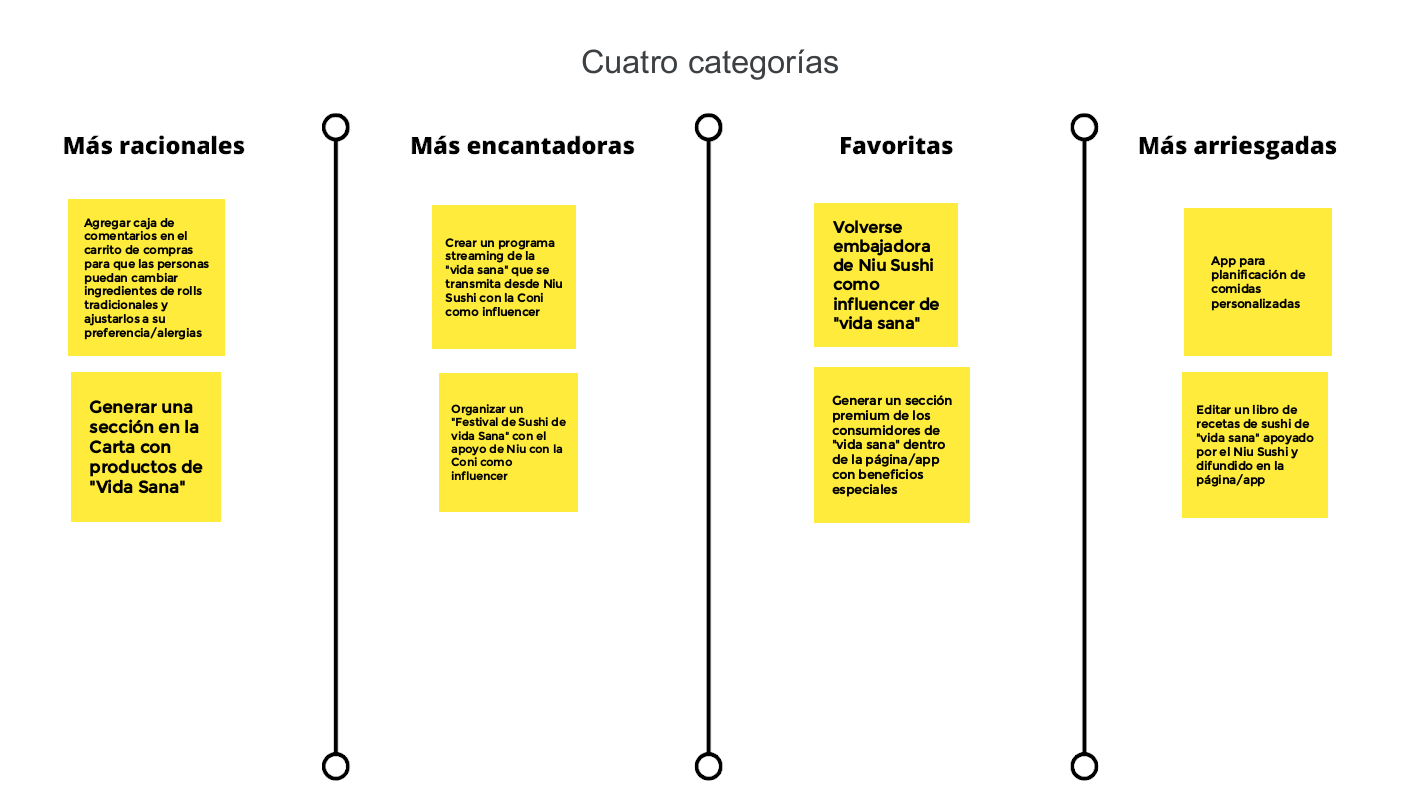 Cuatro categorías
Más racionales
Agregar caja de
comentarios en el
carrito de compras
para que las personas
puedan cambiar
ingredientes de rolls
tradicionales y
ajustarlos a su
preferencia/alergias
Generar una
sección en la
Carta con
productos de
"Vida Sana"
Más encantadoras
Crear un programa
streaming de la
"vida sana" que se
transmita desde Niu
Sushi con la Coni
como influencer
Organizar un
"Festival de Sushi de
vida Sana" con el
apoyo de Niu con la
Coni como
influencer
Favoritas
Volverse
embajadora
de Niu Sushi
como
influencer de
"vida sana"
Generar un sección
premium de los
consumidores de
"vida sana" dentro
de la página/app
con beneficios
especiales
Más arriesgadas
App para
planificación de
comidas
personalizadas
Editar un libro de
recetas de sushi de
"vida sana" apoyado
por el Niu Sushi y
difundido en la
página/app